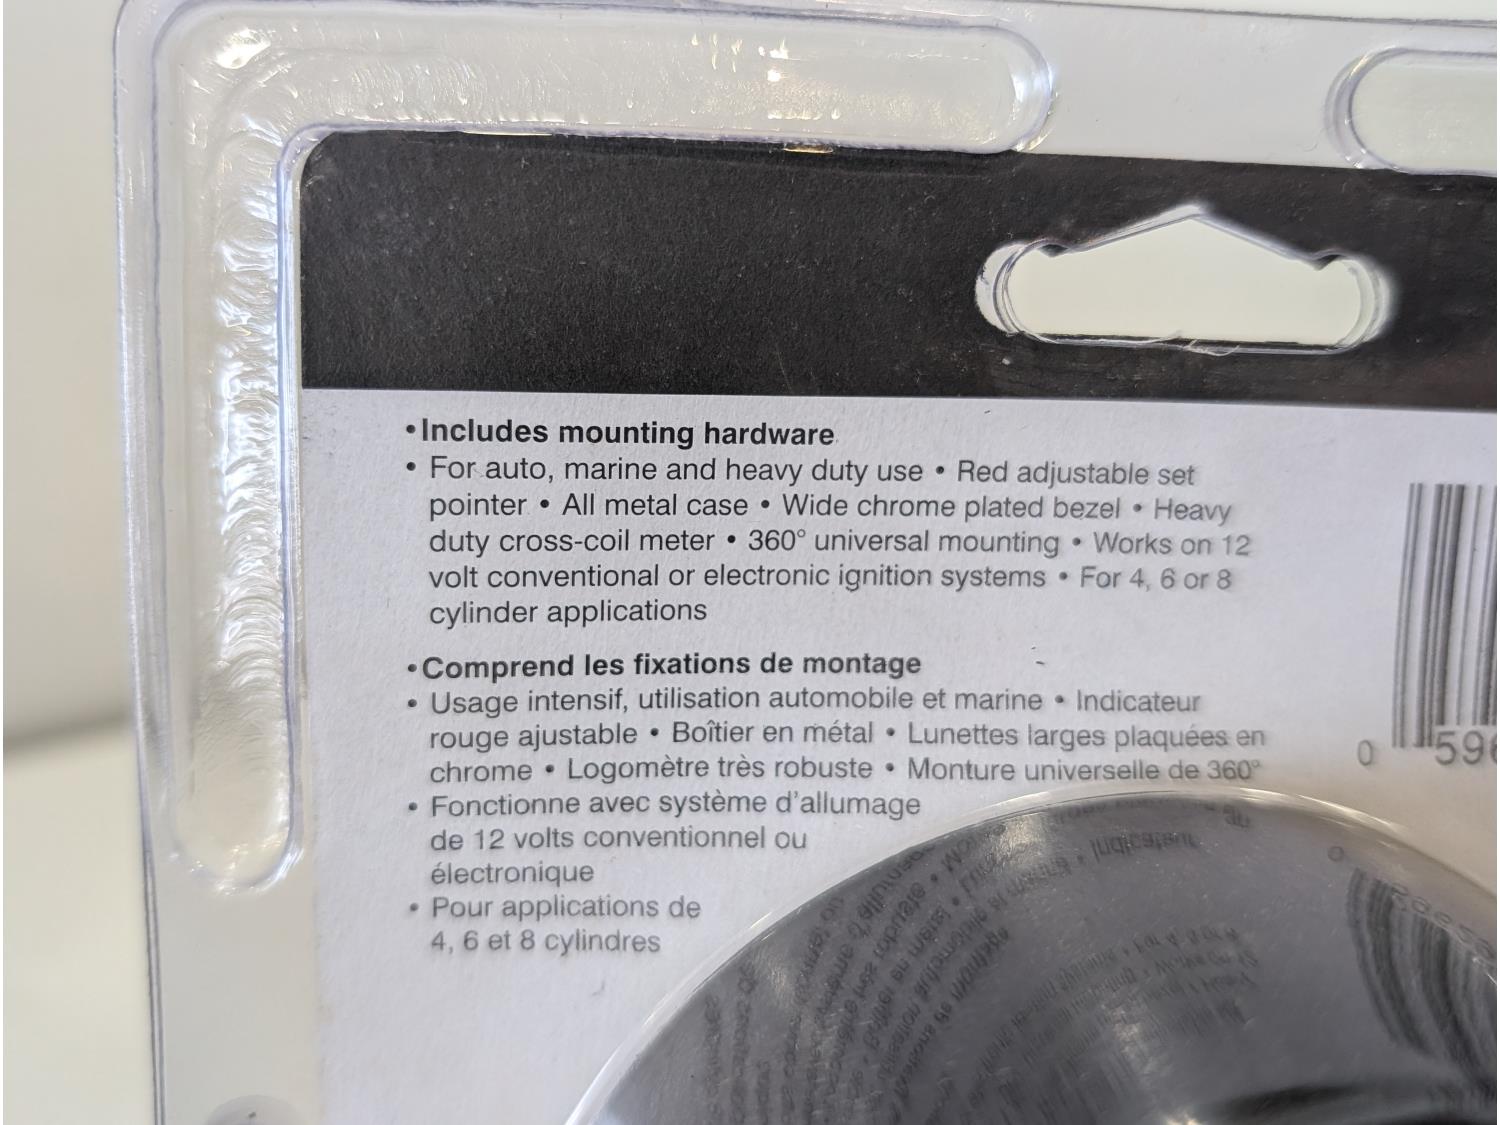 •Includes mounting hardware
• For auto, marine and heavy duty use • Red adjustable set
pointer • All metal case • Wide chrome plated bezel • Heavy
duty cross-coil meter • 360° universal mounting • Works on 12
volt conventional or electronic ignition systems • For 4, 6 or 8
cylinder applications
•Comprend les fixations de montage
• Usage intensif, utilisation automobile et marine • Indicateur
rouge ajustable • Boîtier en métal • Lunettes larges plaquées en
chrome • Logomètre très robuste • Monture universelle de 360°
• Fonctionne avec système d'allumage
de 12 volts conventionnel ou
électronique
• Pour applications de
4, 6 et 8 cylindres
0 596